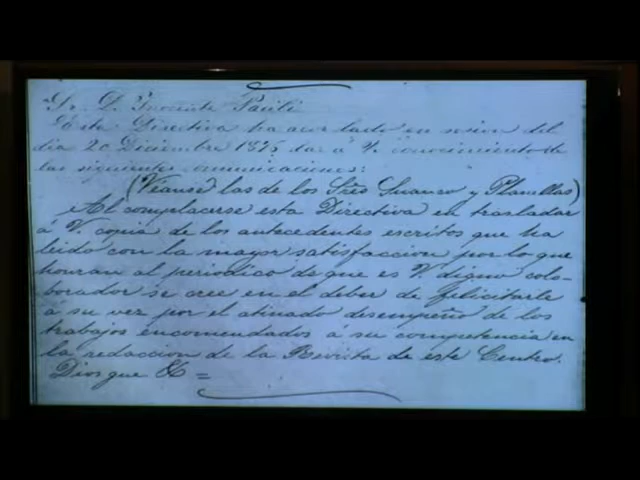 Sr. D. Inocente Paulí
Esta Directiva ha acordado en sesion del
dia 20 Diciembre 1875 dar á V. conocimiento de
las siguientes comunicaciones:
(Véanse las de los Sres Suanzo y Planellas)
Al complacerse esta Directiva en trasladar
á V. copia de los antecedentes escritos que ha
leido con la mayor satisfaccion por lo que
honran al periodico de que es V. digno cola-
borador se cree en el deber de felicitarle
á su vez por el atinado desempeño de los
trabajos encomendados á su competencia en
la redaccion de la Revista de este Centro.
Dios gue &=